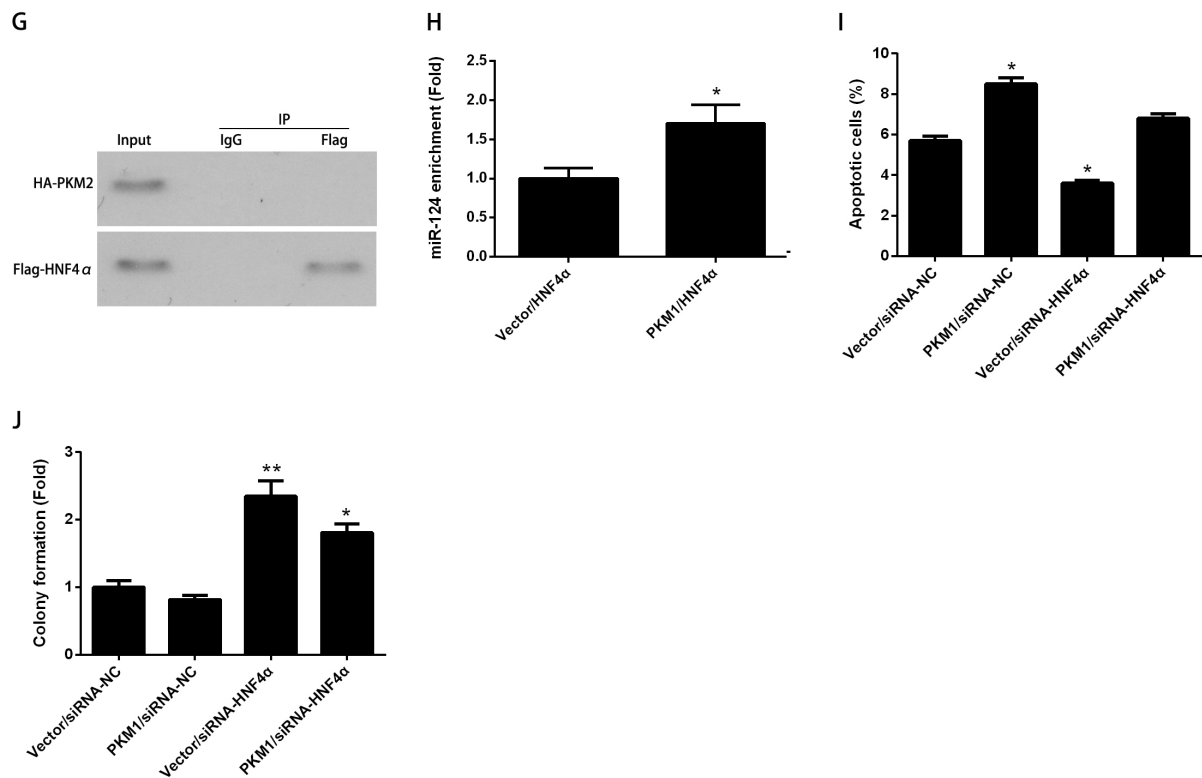 G
IP
Input IgG Flag
HA-PKM2
Flag-HNF4α
H
miR-124 enrichment (Fold)
2.5
2.0
1.5
1.0
0.5
0.0
*
Vector/HNF4α
PKM1/HNF4α
-
I
Apoptotic cells (%)
10
8
6
4
2
0
*
*
Vector/siRNA-NC
PKM1/siRNA-NC
Vector/siRNA-HNF4α
PKM1/siRNA-HNF4α
J
Colony formation (Fold)
3
2
1
0
**
*
Vector/siRNA-NC
PKM1/siRNA-NC
Vector/siRNA-HNF4α
PKM1/siRNA-HNF4α